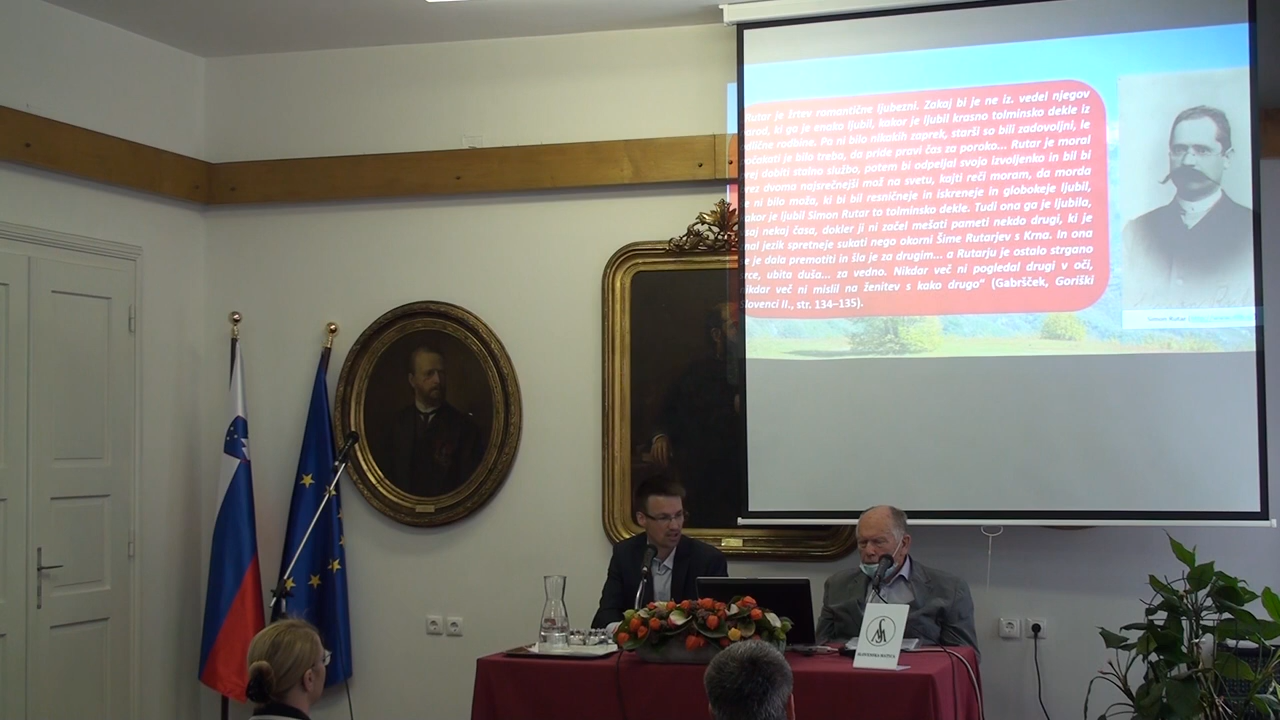 Rutar je žrtev romantične ljubezni. Zakaj bi je ne iz. vedel njegov
narod, ki ga je enako ljubil, kakor je ljubil krasno tolminsko dekle iz
odlične rodbine. Pa ni bilo nikakih zaprek, starši so bili zadovoljni, le
počakati je bilo treba, da pride pravi čas za poroko... Rutar je moral
prej dobiti stalno službo, potem bi odpeljal svojo izvoljenko in bil bi
brez dvoma najsrečnejši mož na svetu, kajti reči moram, da morda
še ni bilo moža, ki bi bil resničneje in iskreneje in globokeje ljubil,
kakor je ljubil Simon Rutar to tolminsko dekle. Tudi ona ga je ljubila,
vsaj nekaj časa, dokler ji ni začel mešati pameti nekdo drugi, ki je
znal jezik spretneje sukati nego okorni Šime Rutarjev s Krna. In ona
se je dala premotiti in šla je za drugim... a Rutarju je ostalo strgano
srce, ubita duša... za vedno. Nikdar več ni pogledal drugi v oči,
nikdar več ni mislil na ženitev s kako drugo“ (Gabršček, Goriški
Slovenci II., str. 134–135).
Simon Rutar
SLOVENSKA MATICA